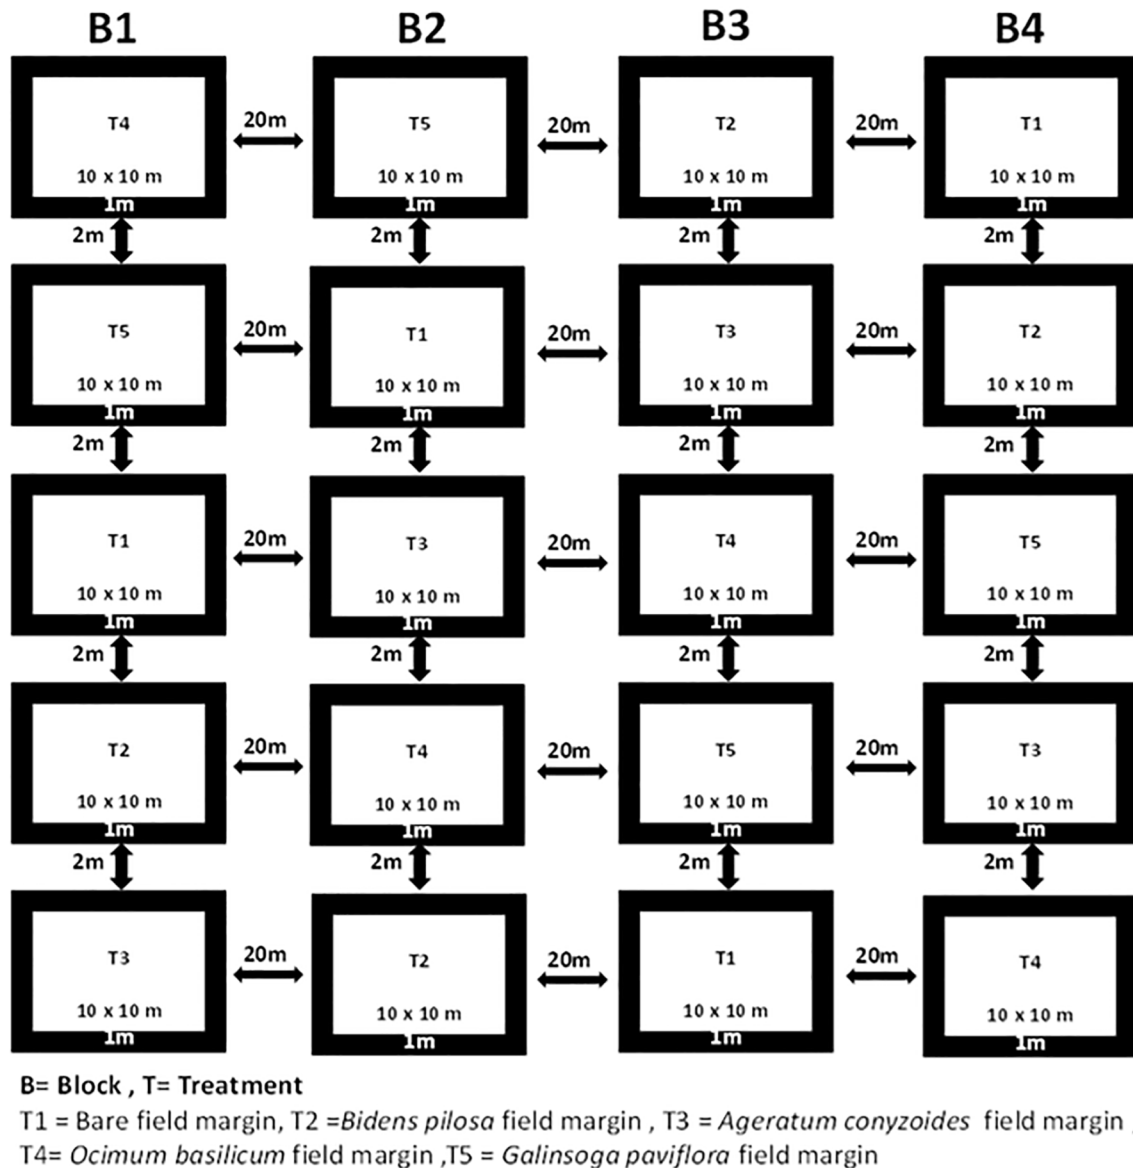 B1 B2 B3 B4
T4 20m T5 20m T2 20m T1
10 x 10 m 10 x 10 m 10 x 10 m 10 x 10 m
1m 1m 1m 1m
2m 2m 2m 2m
T5 20m T1 20m T3 20m T2
10 x 10 m 10 x 10 m 10 x 10 m 10 x 10 m
1m 1m 1m 1m
2m 2m 2m 2m
T1 20m T3 20m T4 20m T5
10 x 10 m 10 x 10 m 10 x 10 m 10 x 10 m
1m 1m 1m 1m
2m 2m 2m 2m
T2 20m T4 20m T5 20m T3
10 x 10 m 10 x 10 m 10 x 10 m 10 x 10 m
1m 1m 1m 1m
2m 2m 2m 2m
T3 20m T2 20m T1 20m T4
10 x 10 m 10 x 10 m 10 x 10 m 10 x 10 m
1m 1m 1m 1m
B= Block , T= Treatment
T1 = Bare field margin, T2 =Bidens pilosa field margin , T3 = Ageratum conyzoides field margin ,
T4= Ocimum basilicum field margin ,T5 = Galinsoga paviflora field margin